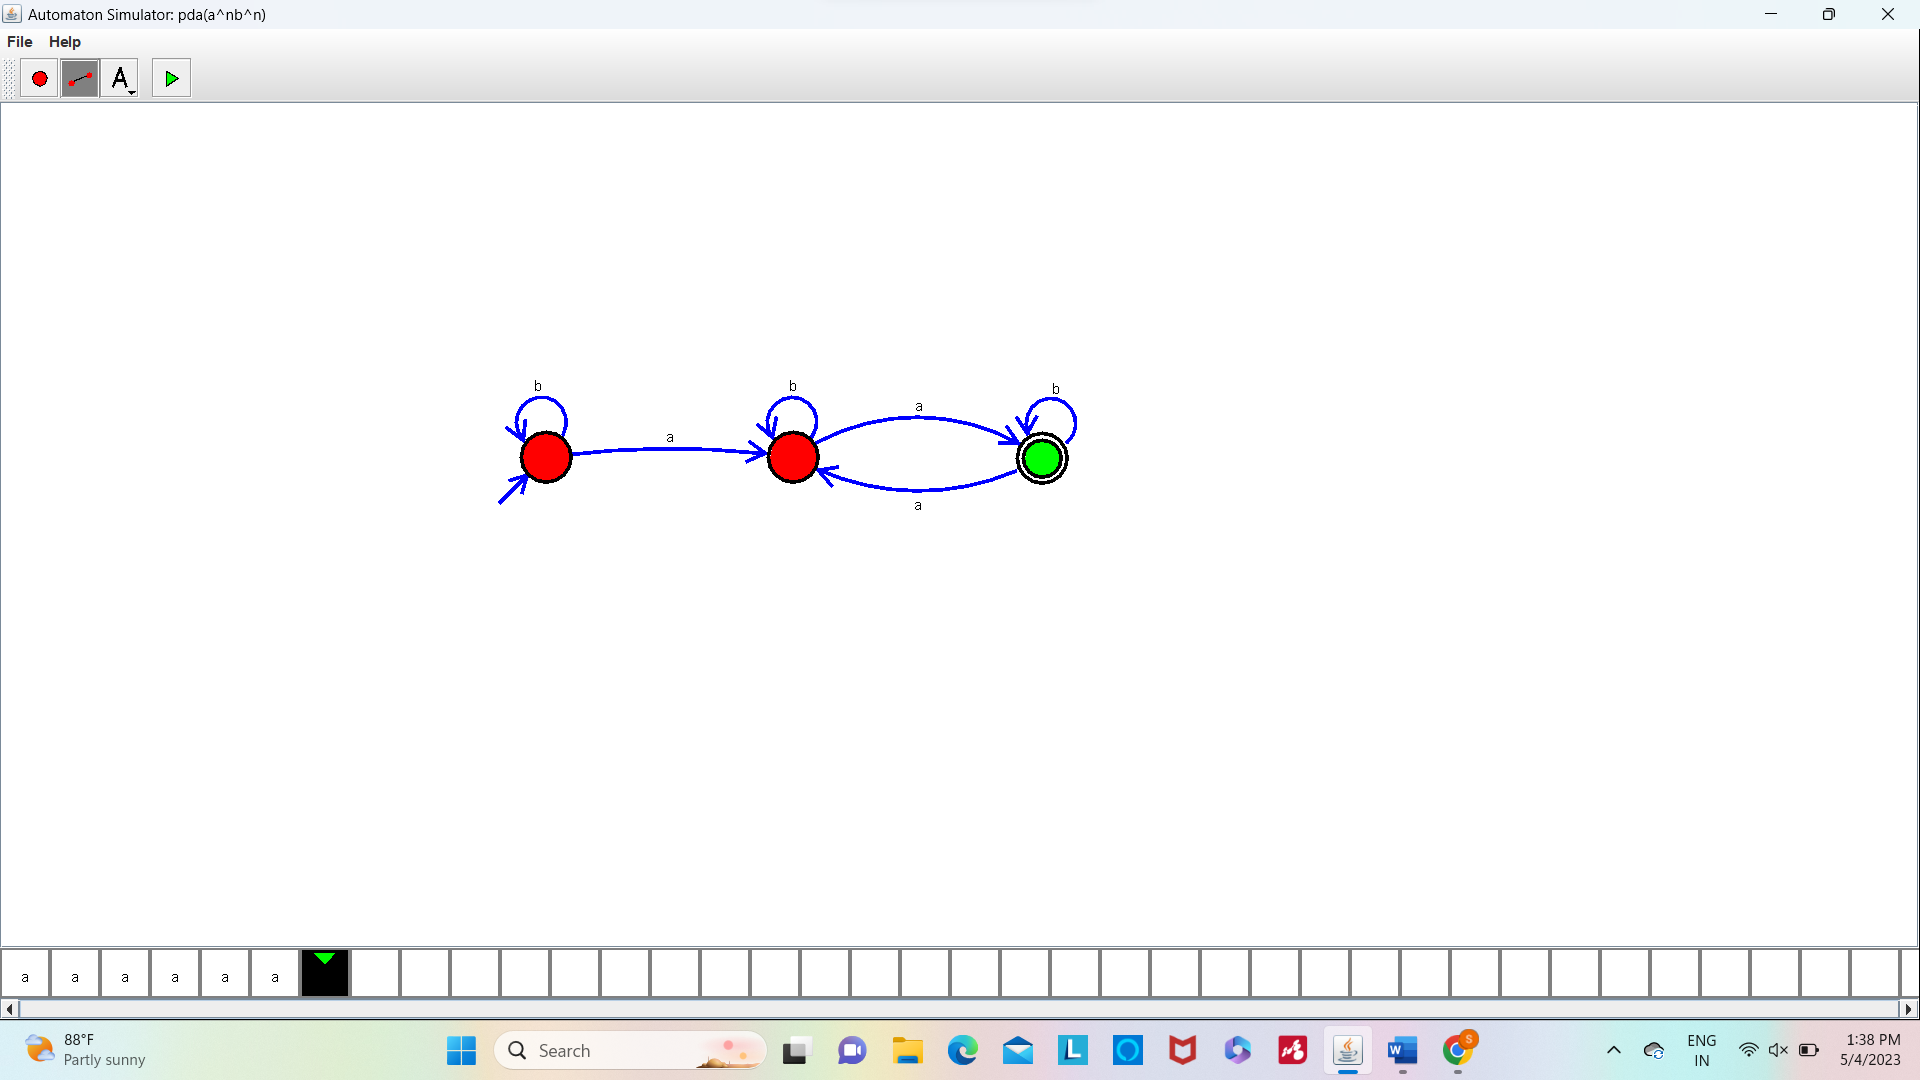 Automaton Simulator: pda(a^nb^n)
File Help
A
b b b
a a
a
a a a a a a
88°F
Partly sunny
Search
L
W
S
ENG
IN
1:38 PM
5/4/2023